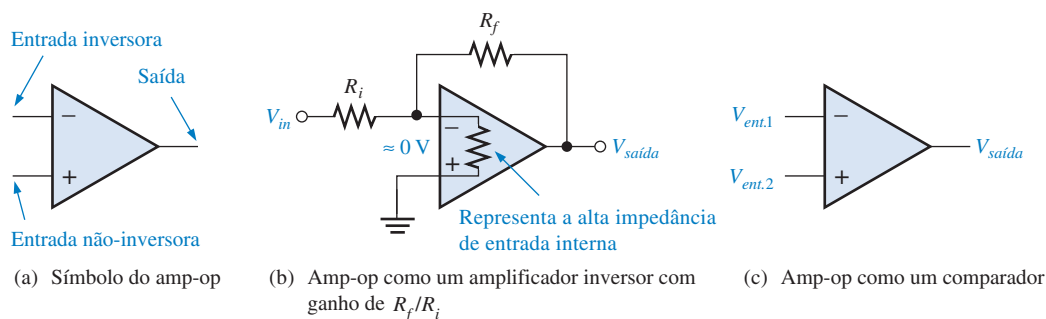 Entrada inversora
Saída
−
+
Entrada não-inversora
(a) Símbolo do amp-op
R_f
R_i
V_in
−
≈ 0 V
+
V_saída
Representa a alta impedância
de entrada interna
(b) Amp-op como um amplificador inversor com
ganho de R_f/R_i
V_ent.1
−
V_saída
V_ent.2
+
(c) Amp-op como um comparador